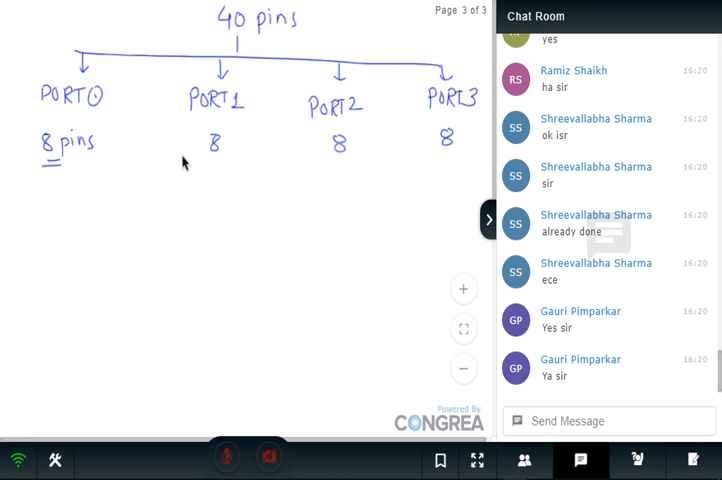 40 pins
Page 3 of 3
PORT0 PORT1 PORT2 PORT3
8 pins 8 8 8
Powered By
CONGREA
Chat Room
yes
Ramiz Shaikh 16:20
RS
ha sir
Shreevallabha Sharma 16:20
SS
ok isr
Shreevallabha Sharma 16:20
SS
sir
Shreevallabha Sharma 16:20
SS
already done
Shreevallabha Sharma 16:20
SS
ece
Gauri Pimparkar 16:20
GP
Yes sir
Gauri Pimparkar 16:20
GP
Ya sir
Send Message